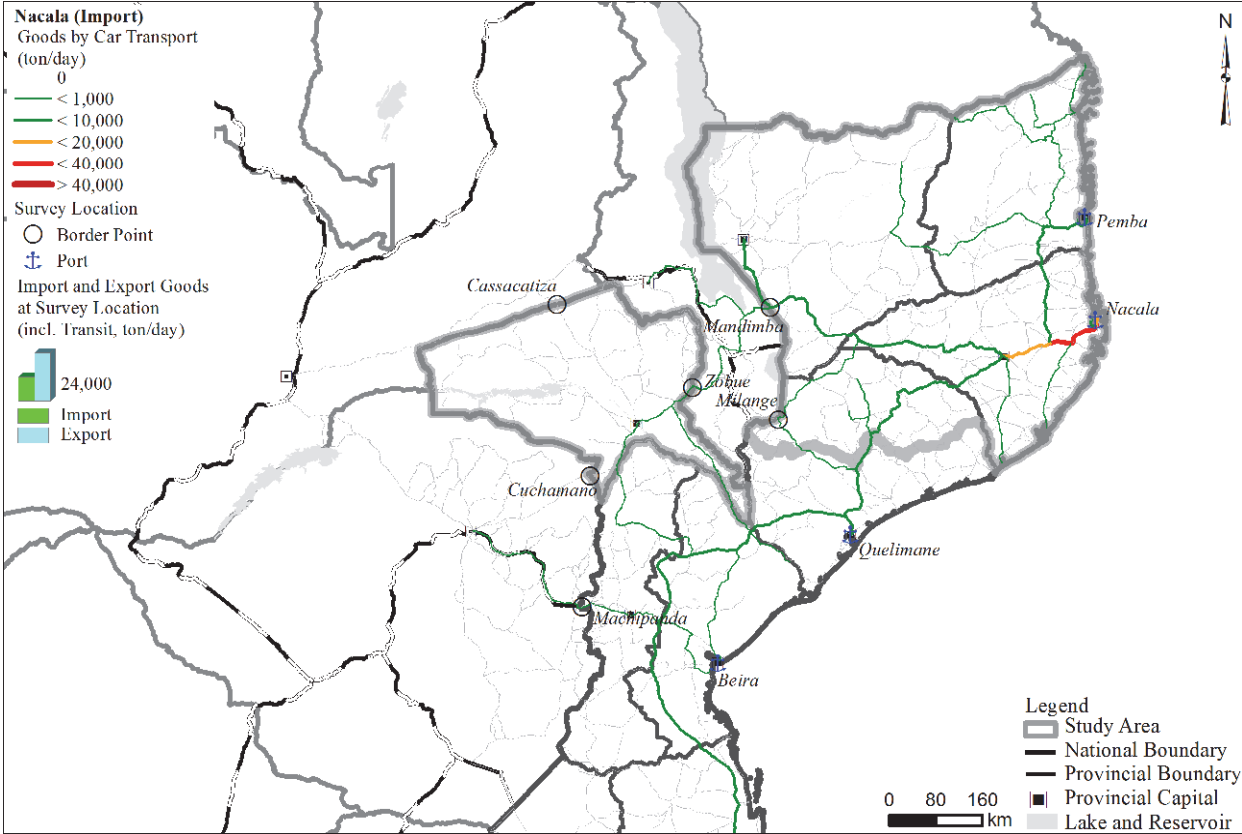 Nacala (Import)
Goods by Car Transport
(ton/day)
0
< 1,000
< 10,000
< 20,000
< 40,000
> 40,000
Survey Location
Border Point
Port
Import and Export Goods
at Survey Location
(incl. Transit, ton/day)
24,000
Import
Export
N
Pemba
Cassacatiza
Nacala
Mandimba
Zobue
Milange
Cuchamano
Quelimane
Machipanda
Beira
Legend
Study Area
National Boundary
Provincial Boundary
Provincial Capital
Lake and Reservoir
0 80 160
km